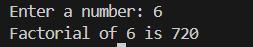 Enter a number: 6
Factorial of 6 is 720